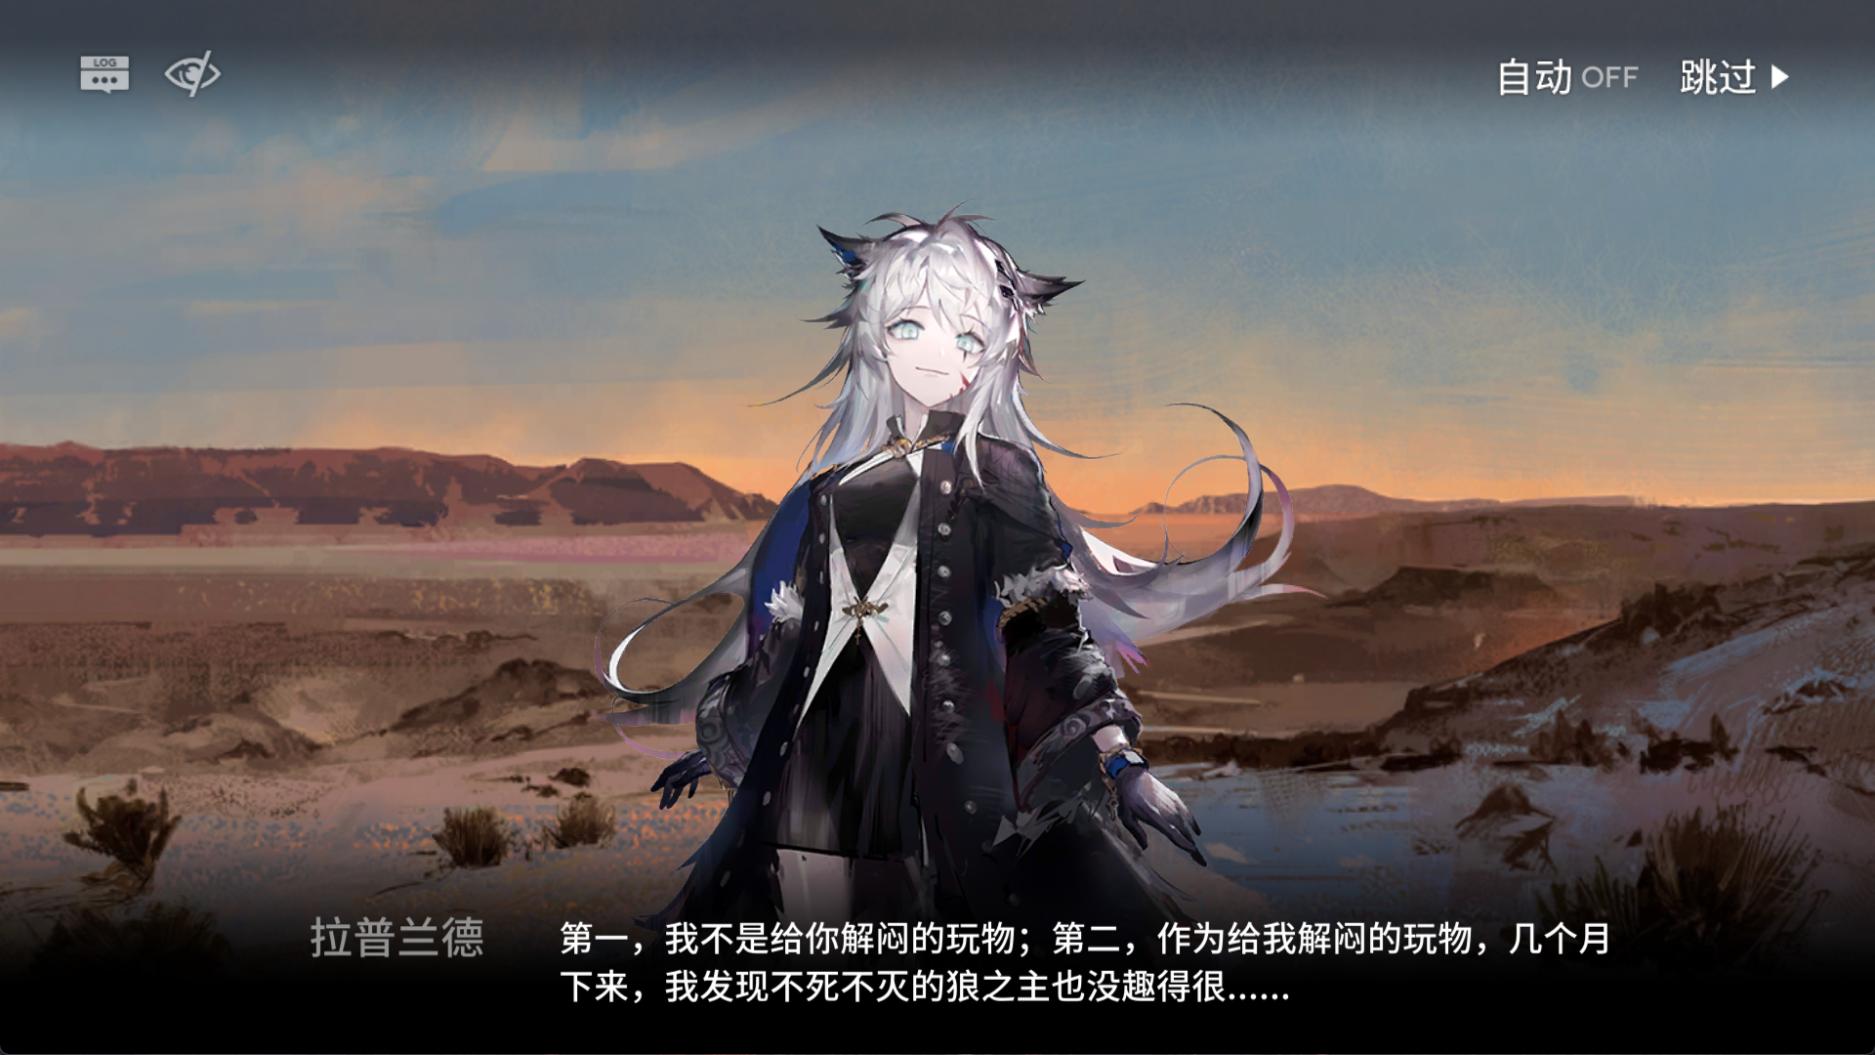 LOG
自动 OFF 跳过
拉普兰德
第一，我不是给你解闷的玩物；第二，作为给我解闷的玩物，几个月
下来，我发现不死不灭的狼之主也没趣得很……